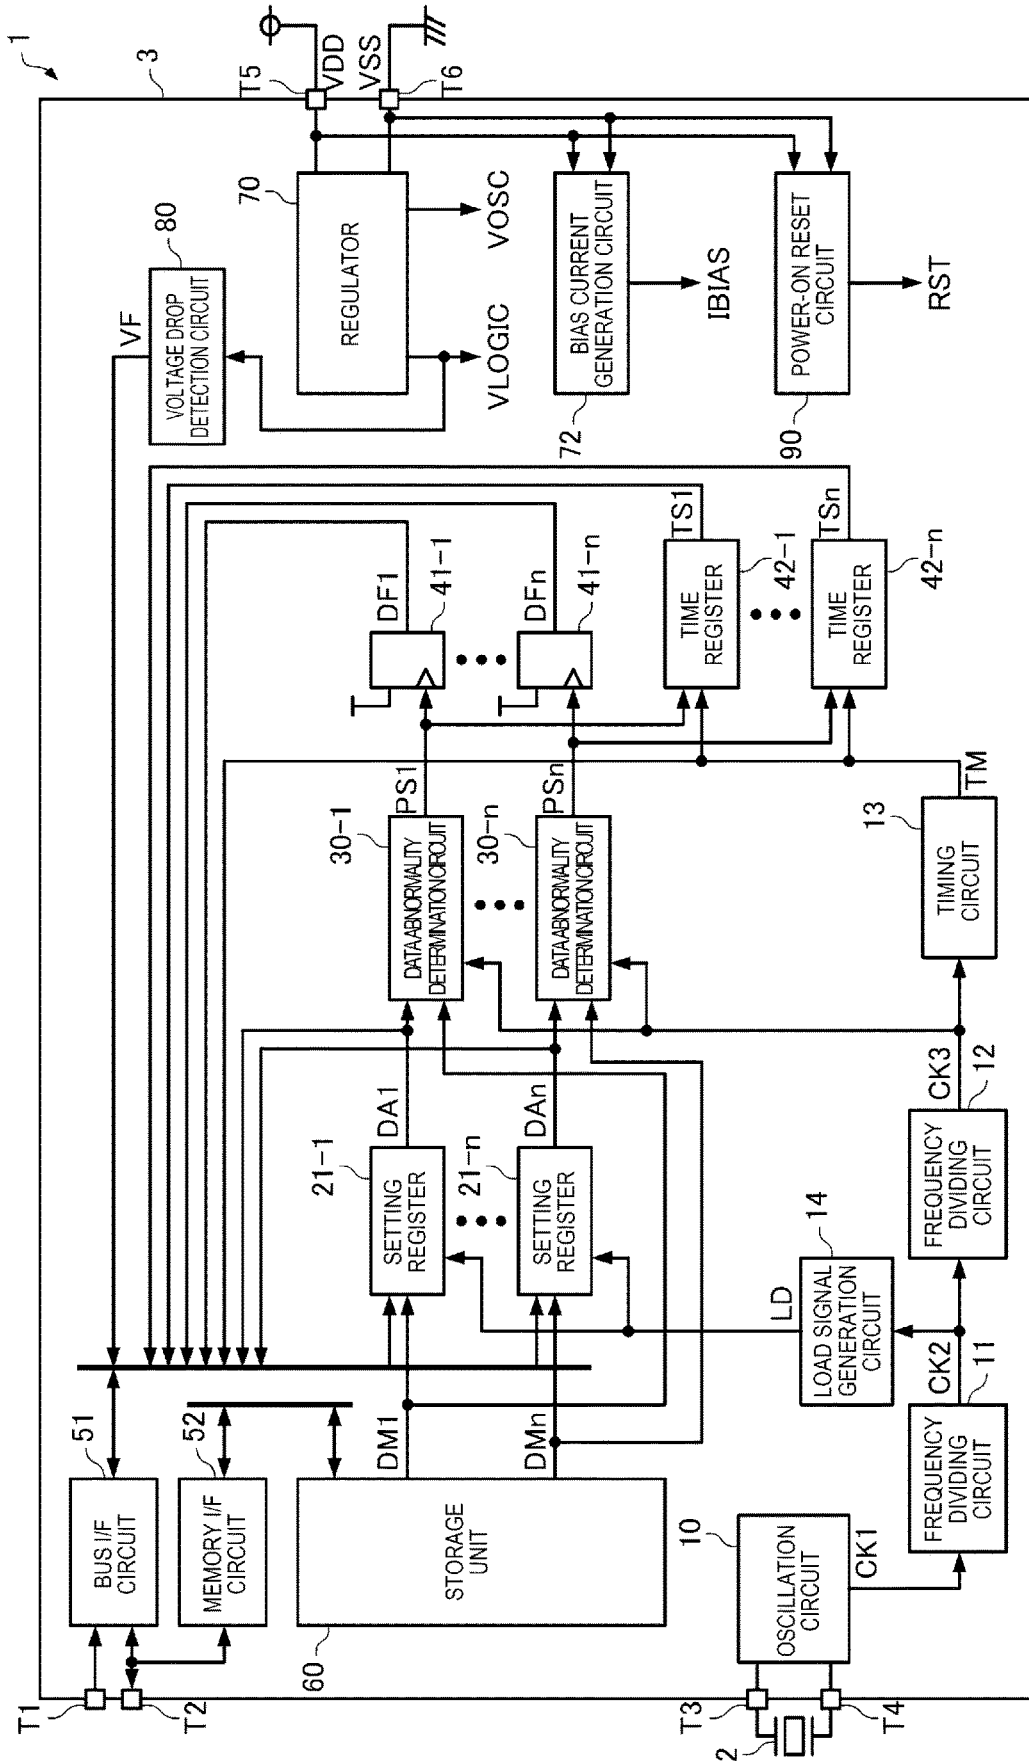 1
3
T5
VDD
VSS
T6
80
VF
VOLTAGE DROP
DETECTION CIRCUIT
70
REGULATOR
VLOGIC
VOSC
72
BIAS CURRENT
GENERATION CIRCUIT
IBIAS
90
POWER-ON RESET
CIRCUIT
RST
DF1
41-1
DFn
41-n
TS1
TIME
REGISTER
42-1
TSn
TIME
REGISTER
42-n
30-1
PS1
DATA ABNORMALITY
DETERMINATION CIRCUIT
30-n
PSn
DATA ABNORMALITY
DETERMINATION CIRCUIT
13
TM
TIMING
CIRCUIT
21-1
DA1
SETTING
REGISTER
21-n
DAn
SETTING
REGISTER
14
LD
LOAD SIGNAL
GENERATION
CIRCUIT
CK3
12
FREQUENCY
DIVIDING
CIRCUIT
CK2
11
FREQUENCY
DIVIDING
CIRCUIT
51
BUS I/F
CIRCUIT
52
MEMORY I/F
CIRCUIT
DM1
DMn
STORAGE
UNIT
60
10
OSCILLATION
CIRCUIT
CK1
T1
T2
T3
T4
2